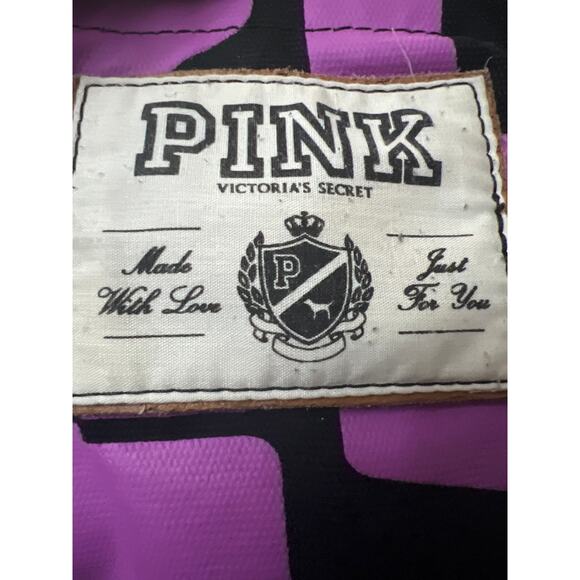 PINK
VICTORIA'S SECRET
Made
With Love
P
Just
For You